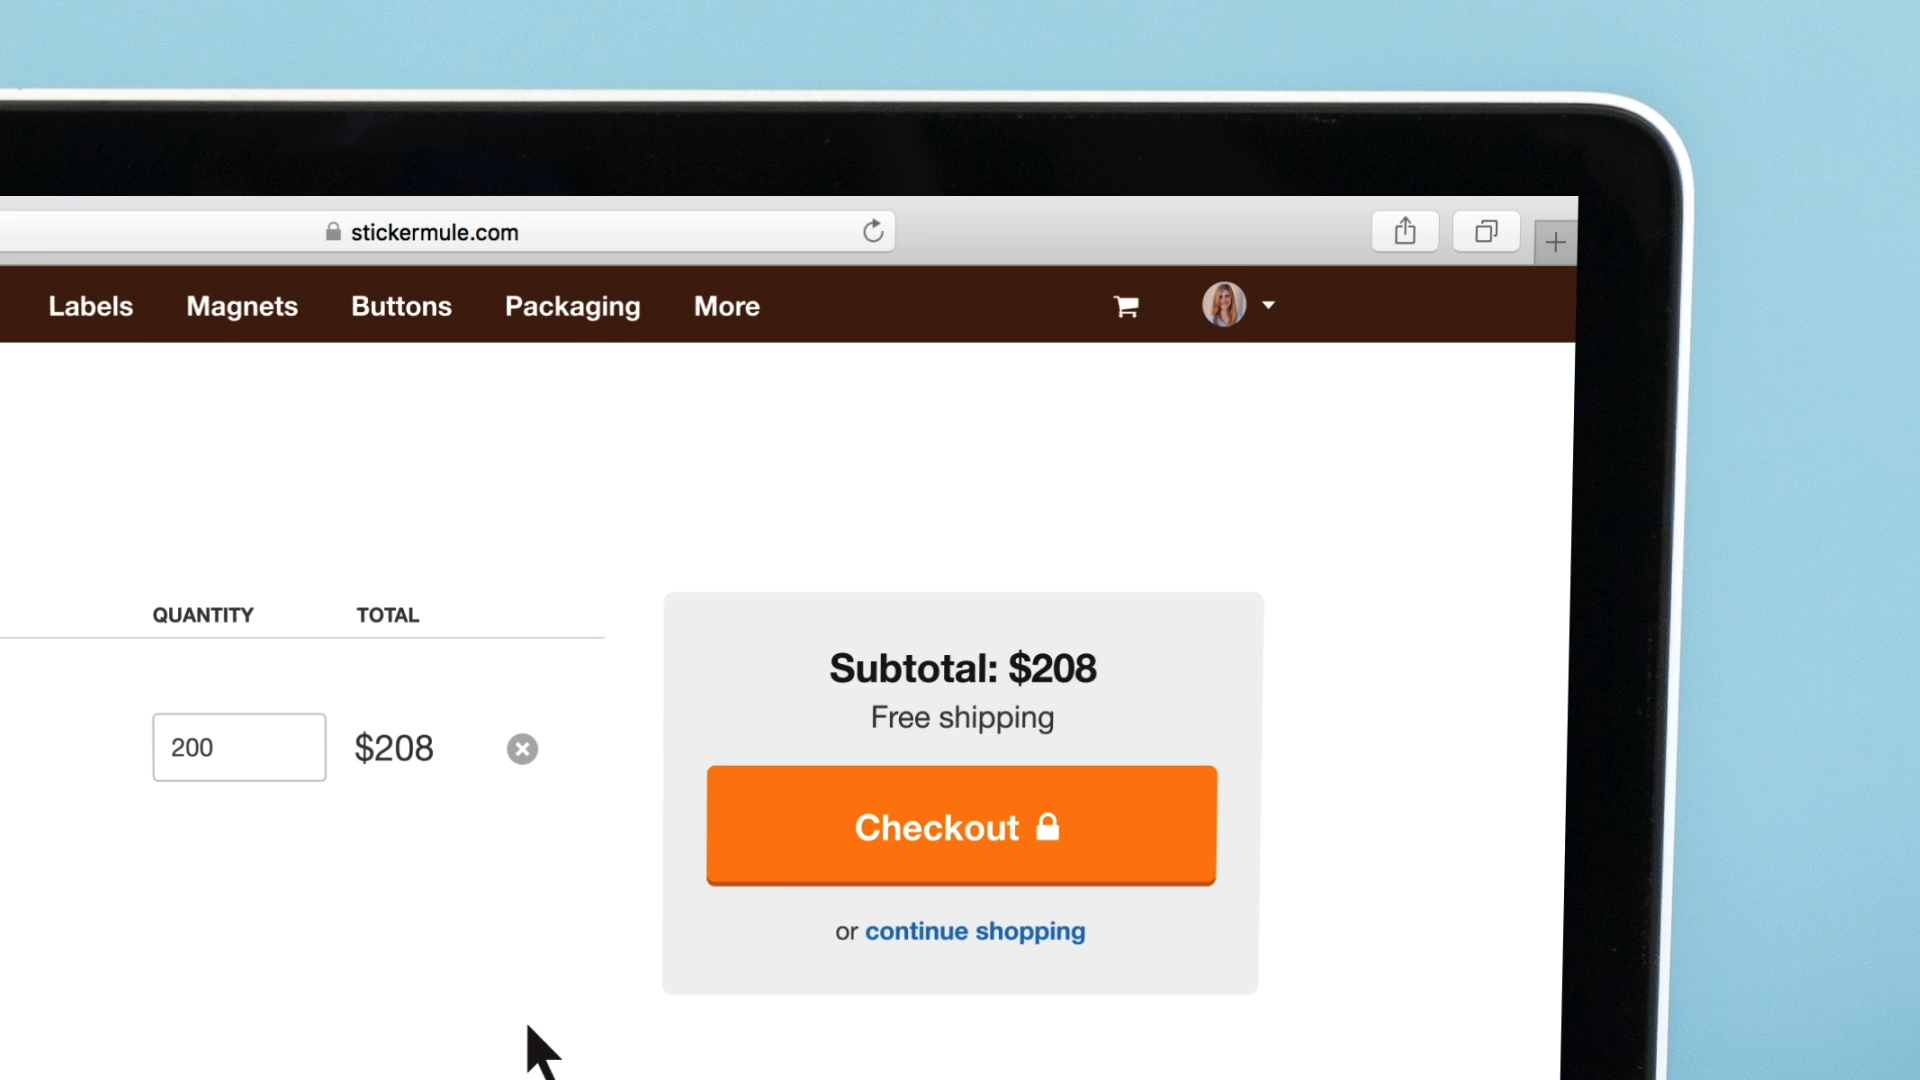 stickermule.com
Labels Magnets Buttons Packaging More
QUANTITY TOTAL
Subtotal: $208
Free shipping
200 $208
Checkout
or continue shopping